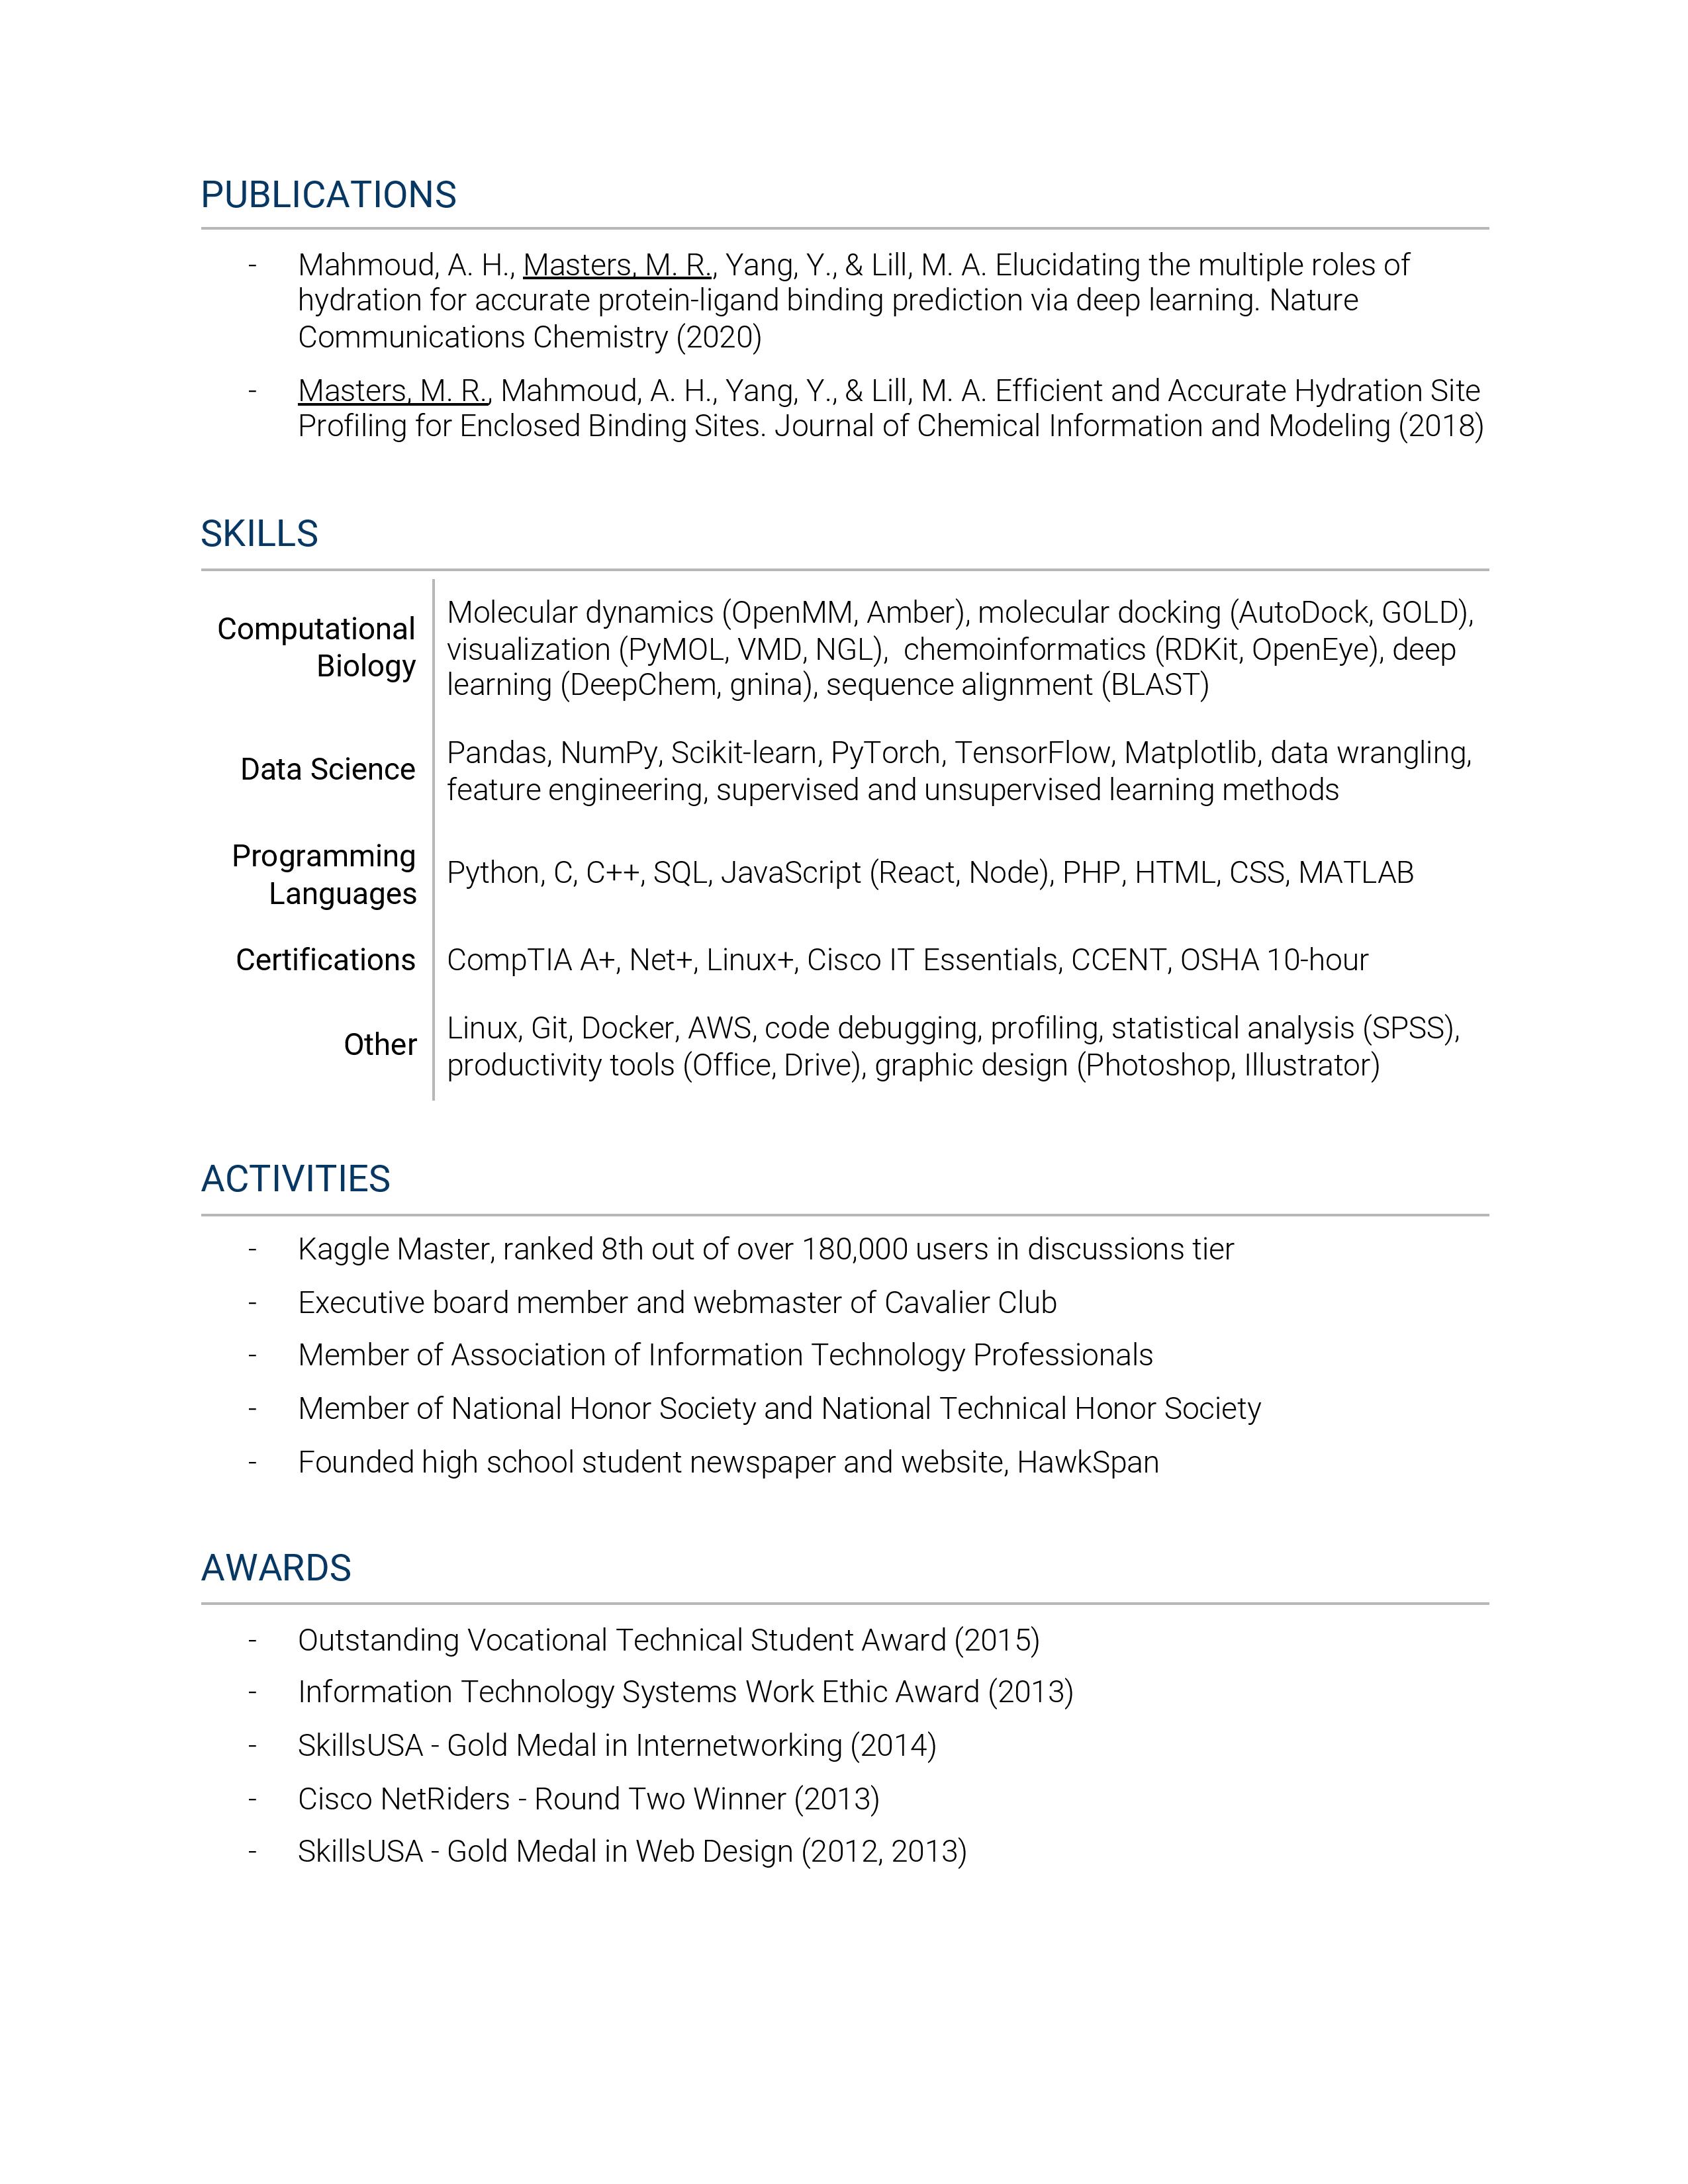 PUBLICATIONS
- Mahmoud, A. H., Masters, M. R., Yang, Y., & Lill, M. A. Elucidating the multiple roles of
hydration for accurate protein-ligand binding prediction via deep learning. Nature
Communications Chemistry (2020)
- Masters, M. R., Mahmoud, A. H., Yang, Y., & Lill, M. A. Efficient and Accurate Hydration Site
Profiling for Enclosed Binding Sites. Journal of Chemical Information and Modeling (2018)
SKILLS
Computational
Biology
Molecular dynamics (OpenMM, Amber), molecular docking (AutoDock, GOLD),
visualization (PyMOL, VMD, NGL),  chemoinformatics (RDKit, OpenEye), deep
learning (DeepChem, gnina), sequence alignment (BLAST)
Data Science
Pandas, NumPy, Scikit-learn, PyTorch, TensorFlow, Matplotlib, data wrangling,
feature engineering, supervised and unsupervised learning methods
Programming
Languages
Python, C, C++, SQL, JavaScript (React, Node), PHP, HTML, CSS, MATLAB
Certifications
CompTIA A+, Net+, Linux+, Cisco IT Essentials, CCENT, OSHA 10-hour
Other
Linux, Git, Docker, AWS, code debugging, profiling, statistical analysis (SPSS),
productivity tools (Office, Drive), graphic design (Photoshop, Illustrator)
ACTIVITIES
- Kaggle Master, ranked 8th out of over 180,000 users in discussions tier
- Executive board member and webmaster of Cavalier Club
- Member of Association of Information Technology Professionals
- Member of National Honor Society and National Technical Honor Society
- Founded high school student newspaper and website, HawkSpan
AWARDS
- Outstanding Vocational Technical Student Award (2015)
- Information Technology Systems Work Ethic Award (2013)
- SkillsUSA - Gold Medal in Internetworking (2014)
- Cisco NetRiders - Round Two Winner (2013)
- SkillsUSA - Gold Medal in Web Design (2012, 2013)